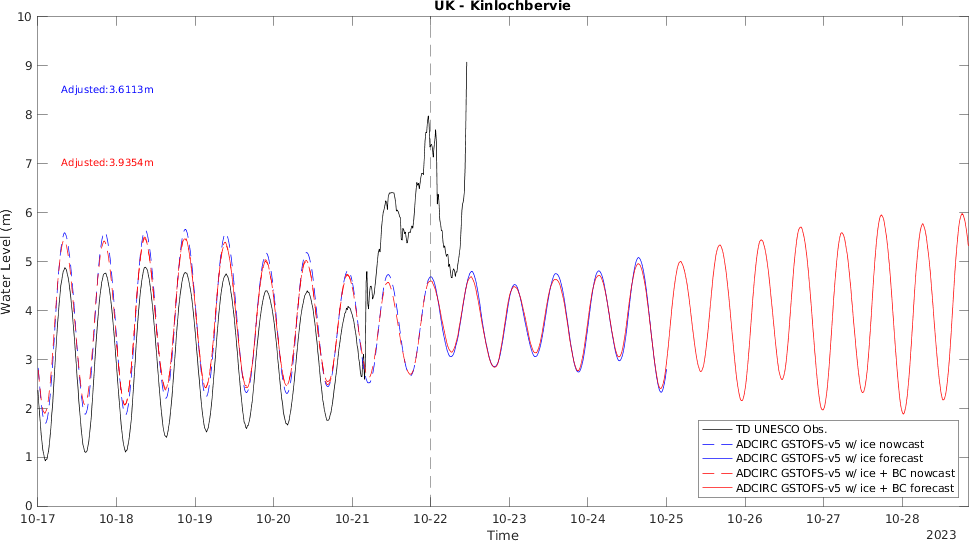 UK - Kinlochbervie
10
9
8
7
6
5
4
3
2
1
0
Water Level (m)
Adjusted:3.6113m
Adjusted:3.9354m
TD UNESCO Obs.
ADCIRC GSTOFS-v5 w/ ice nowcast
ADCIRC GSTOFS-v5 w/ ice forecast
ADCIRC GSTOFS-v5 w/ ice + BC nowcast
ADCIRC GSTOFS-v5 w/ ice + BC forecast
10-17 10-18 10-19 10-20 10-21 10-22 10-23 10-24 10-25 10-26 10-27 10-28
Time
2023